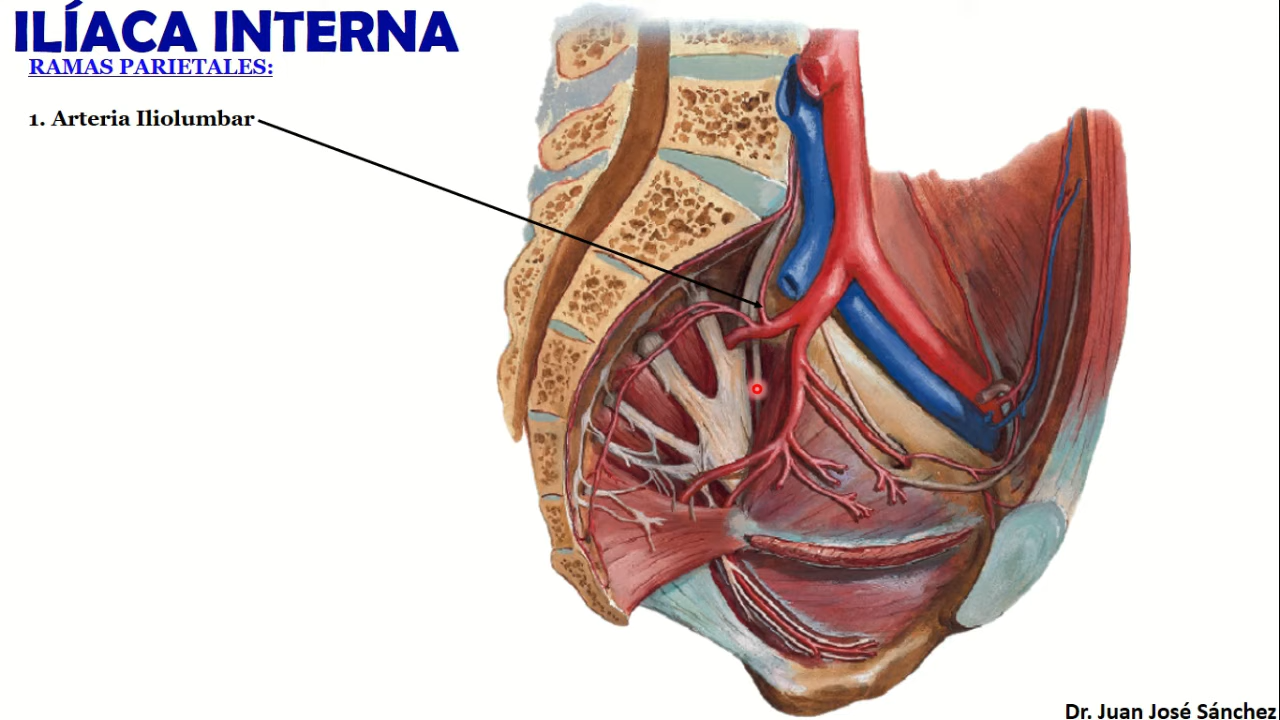 ILÍACA INTERNA
RAMAS PARIETALES:
1. Arteria Iliolumbar
Dr. Juan José Sánchez